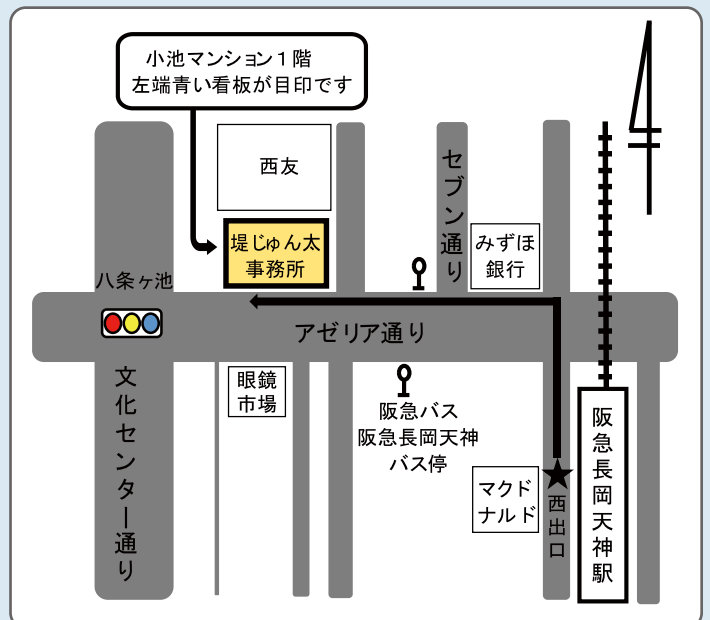 小池マンション１階
左端青い看板が目印です
西友
セブン通り
みずほ
銀行
堤じゅん太
事務所
八条ヶ池
アゼリア通り
眼鏡
市場
文化センター通り
阪急バス
阪急長岡天神
バス停
マクド
ナルド
西出口
阪急長岡天神駅